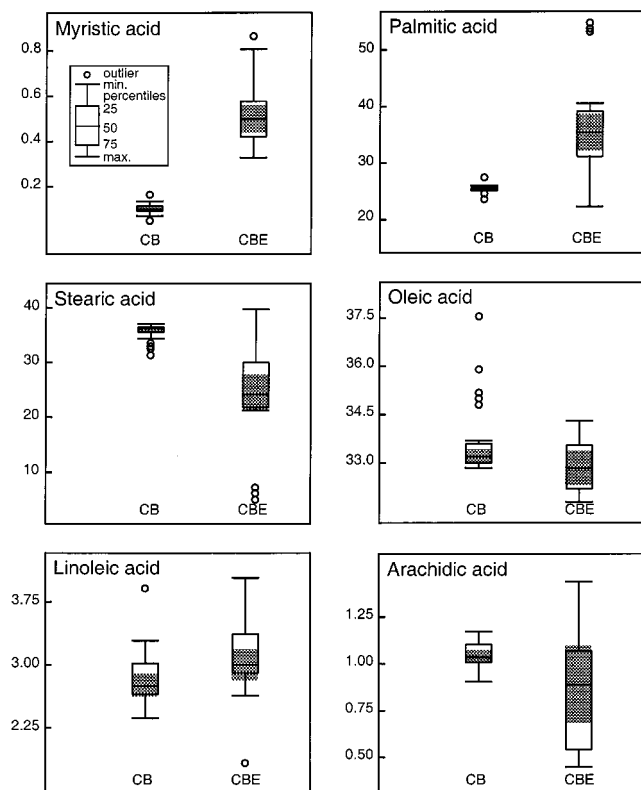 Myristic acid
0.8
0.6
0.4
0.2
outlier
min.
percentiles
25
50
75
max.
CB
CBE
Palmitic acid
50
40
30
20
CB
CBE
Stearic acid
40
30
20
10
CB
CBE
Oleic acid
37.5
36.0
34.5
33.0
CB
CBE
Linoleic acid
3.75
3.00
2.25
CB
CBE
Arachidic acid
1.25
1.00
0.75
0.50
CB
CBE